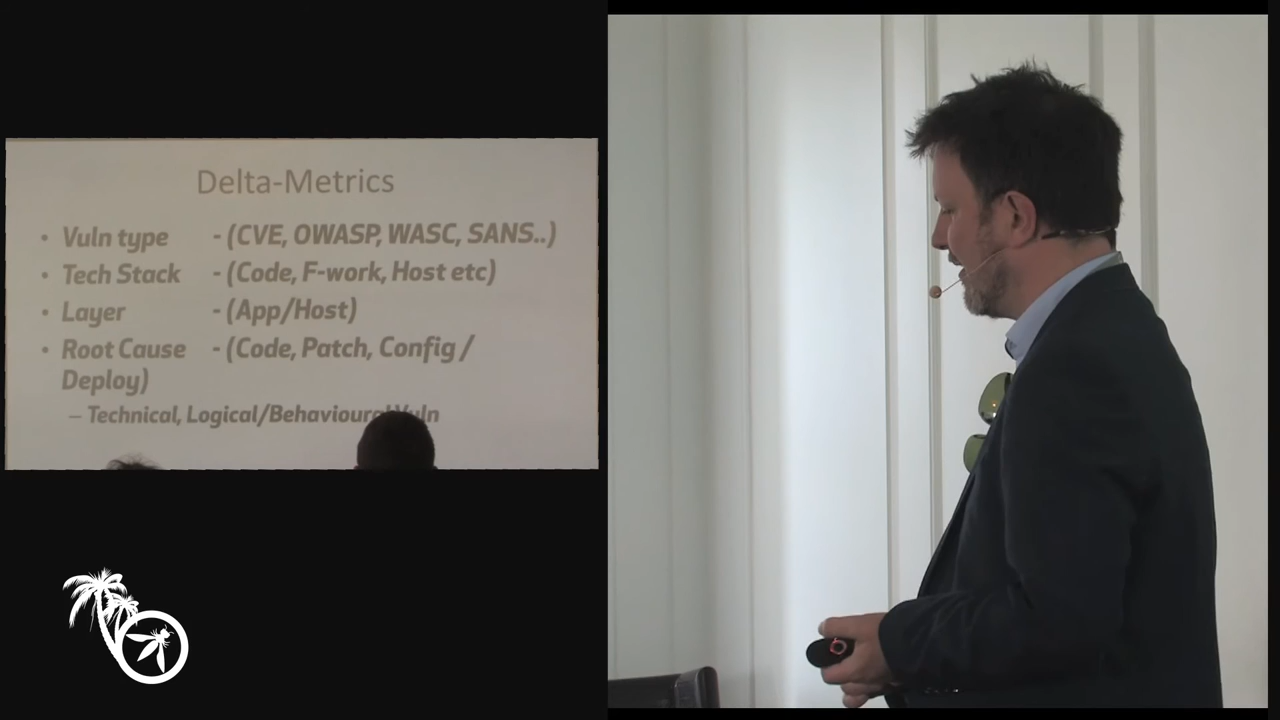 Delta-Metrics
• Vuln type - (CVE, OWASP, WASC, SANS..)
• Tech Stack - (Code, F-work, Host etc)
• Layer - (App/Host)
• Root Cause - (Code, Patch, Config /
Deploy)
– Technical, Logical/Behavioural Vuln